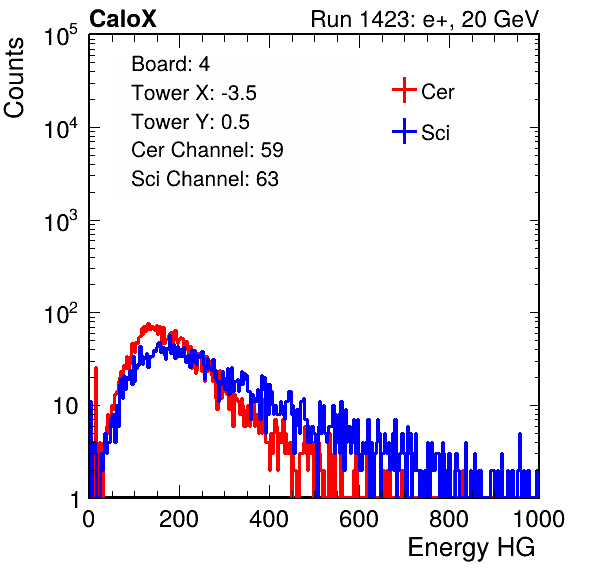 CaloX Run 1423: e+, 20 GeV
Counts
Board: 4
Tower X: -3.5
Tower Y: 0.5
Cer Channel: 59
Sci Channel: 63
Cer
Sci
10^5
10^4
10^3
10^2
10
1
0 200 400 600 800 1000
Energy HG